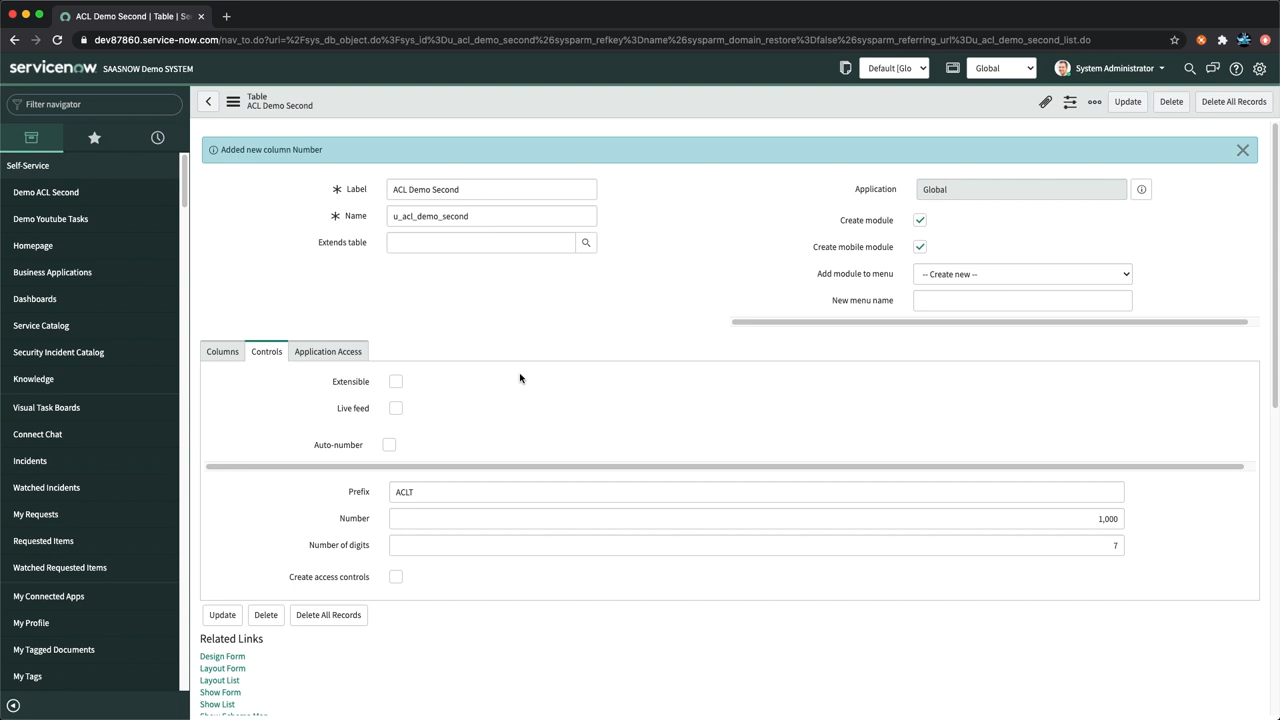 ACL Demo Second | Table | Se
dev87860.service-now.com/nav_to.do?uri=%2Fsys_db_object.do%3Fsys_id%3Du_acl_demo_second%26sysparm_refkey%3Dname%26sysparm_domain_restore%3Dfalse%26sysparm_referring_url%3Du_acl_demo_second_list.do
servicenow SAASNOW Demo SYSTEM
Default [Glo
Global
System Administrator
Filter navigator
Self-Service
Demo ACL Second
Demo Youtube Tasks
Homepage
Business Applications
Dashboards
Service Catalog
Security Incident Catalog
Knowledge
Visual Task Boards
Connect Chat
Incidents
Watched Incidents
My Requests
Requested Items
Watched Requested Items
My Connected Apps
My Profile
My Tagged Documents
My Tags
Table
ACL Demo Second
Update
Delete
Delete All Records
Added new column Number
Label ACL Demo Second
Name u_acl_demo_second
Extends table
Application Global
Create module
Create mobile module
Add module to menu -- Create new --
New menu name
Columns
Controls
Application Access
Extensible
Live feed
Auto-number
Prefix ACLT
Number 1,000
Number of digits 7
Create access controls
Update
Delete
Delete All Records
Related Links
Design Form
Layout Form
Layout List
Show Form
Show List
Show Schema Map